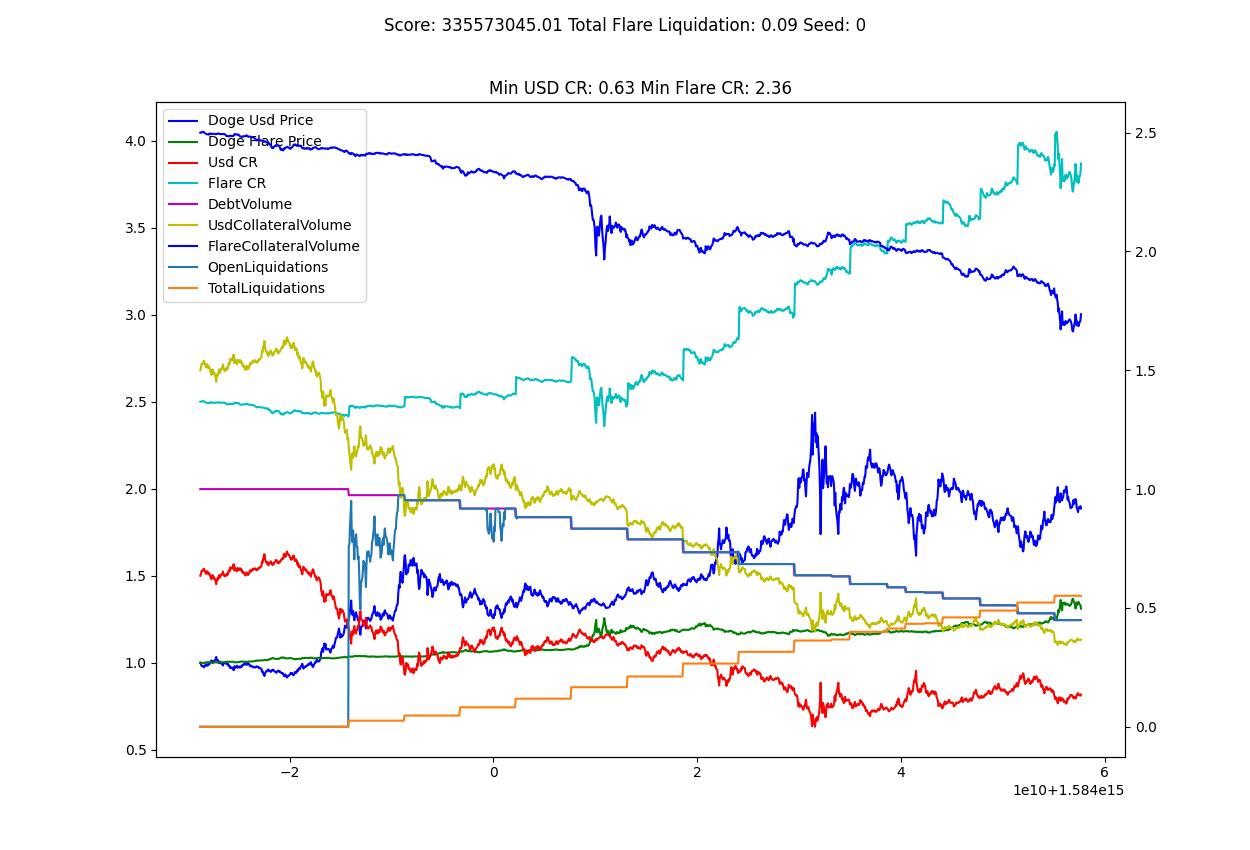 Score: 335573045.01 Total Flare Liquidation: 0.09 Seed: 0
Min USD CR: 0.63 Min Flare CR: 2.36
Doge Usd Price
Doge Flare Price
Usd CR
Flare CR
DebtVolume
UsdCollateralVolume
FlareCollateralVolume
OpenLiquidations
TotalLiquidations
4.0
3.5
3.0
2.5
2.0
1.5
1.0
0.5
2.5
2.0
1.5
1.0
0.5
0.0
−2 0 2 4 6
1e10+1.584e15